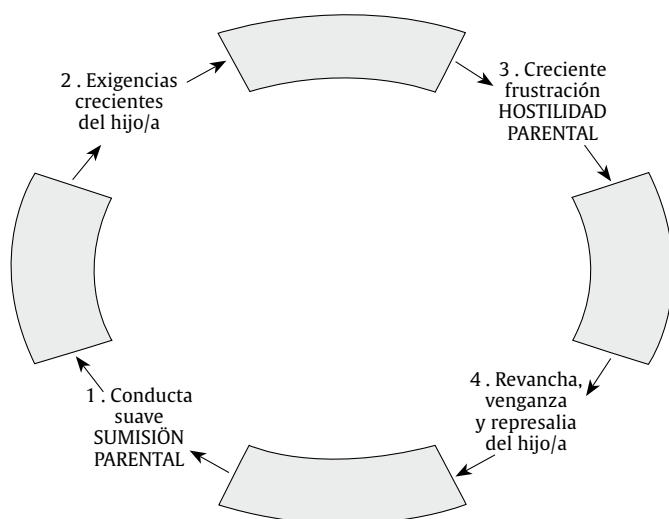 2 . Exigencias
crecientes
del hijo/a
3 . Creciente
frustración
HOSTILIDAD
PARENTAL
1 . Conducta
suave
SUMISIÖN
PARENTAL
4 . Revancha,
venganza
y represalia
del hijo/a